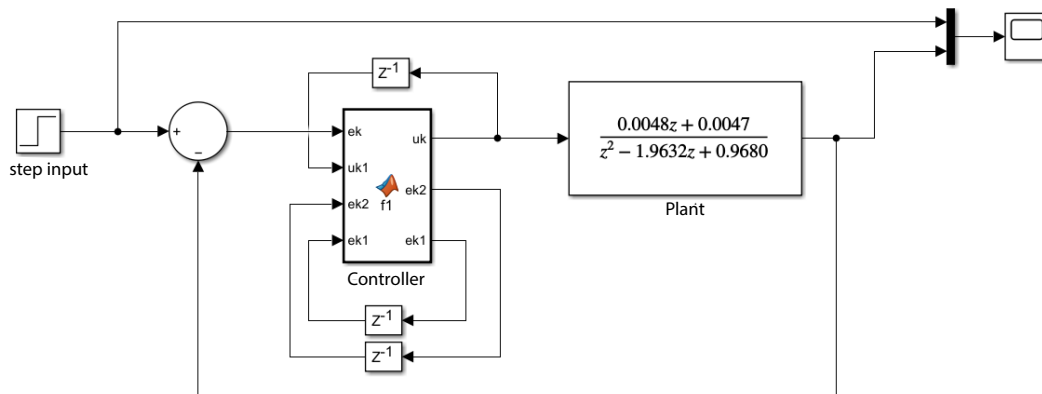 step input
+
−
Z-1
ek
uk1
ek2
ek1
f1
uk
ek2
ek1
Controller
Z-1
Z-1
0.0048z + 0.0047
z² − 1.9632z + 0.9680
Plant